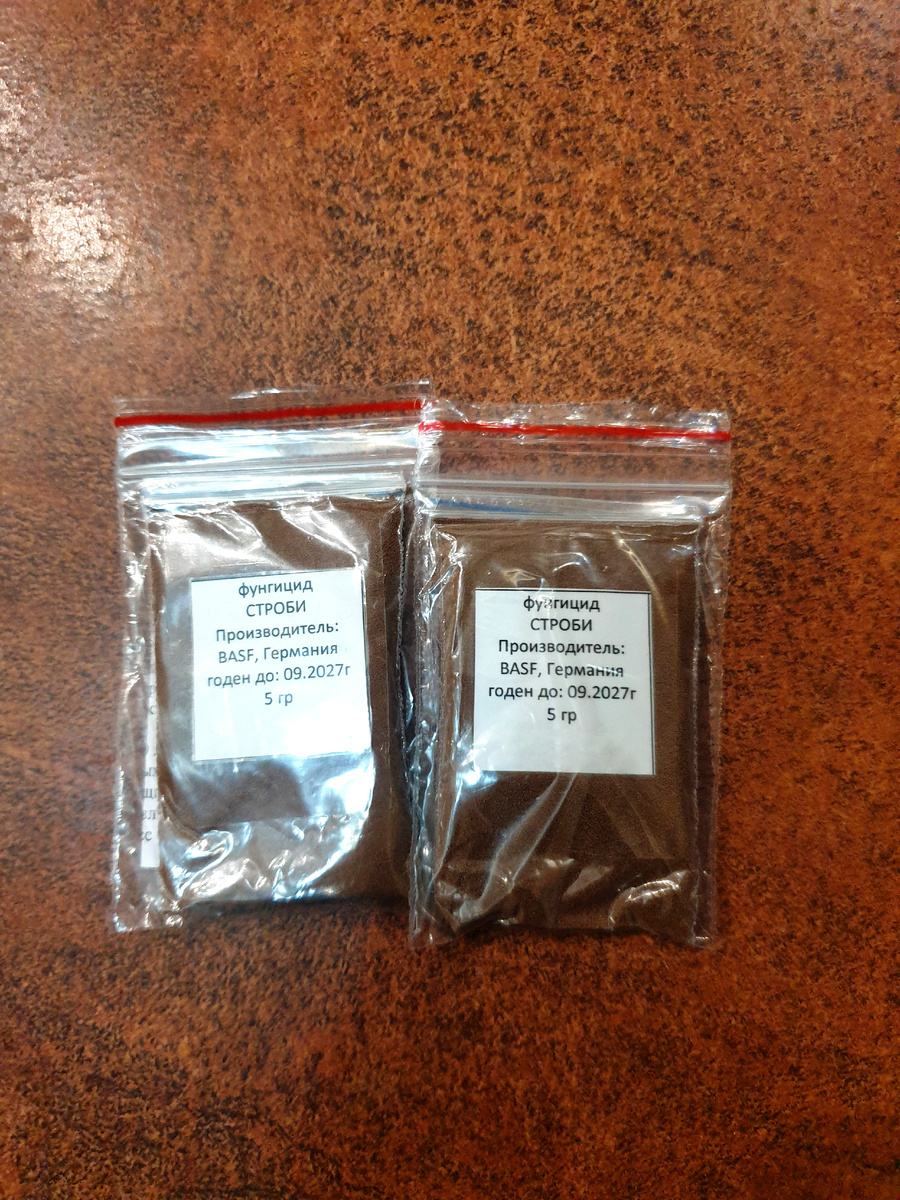 фунгицид
СТРОБИ
Производитель:
BASF, Германия
годен до: 09.2027г
5 гр
фунгицид
СТРОБИ
Производитель:
BASF, Германия
годен до: 09.2027г
5 гр